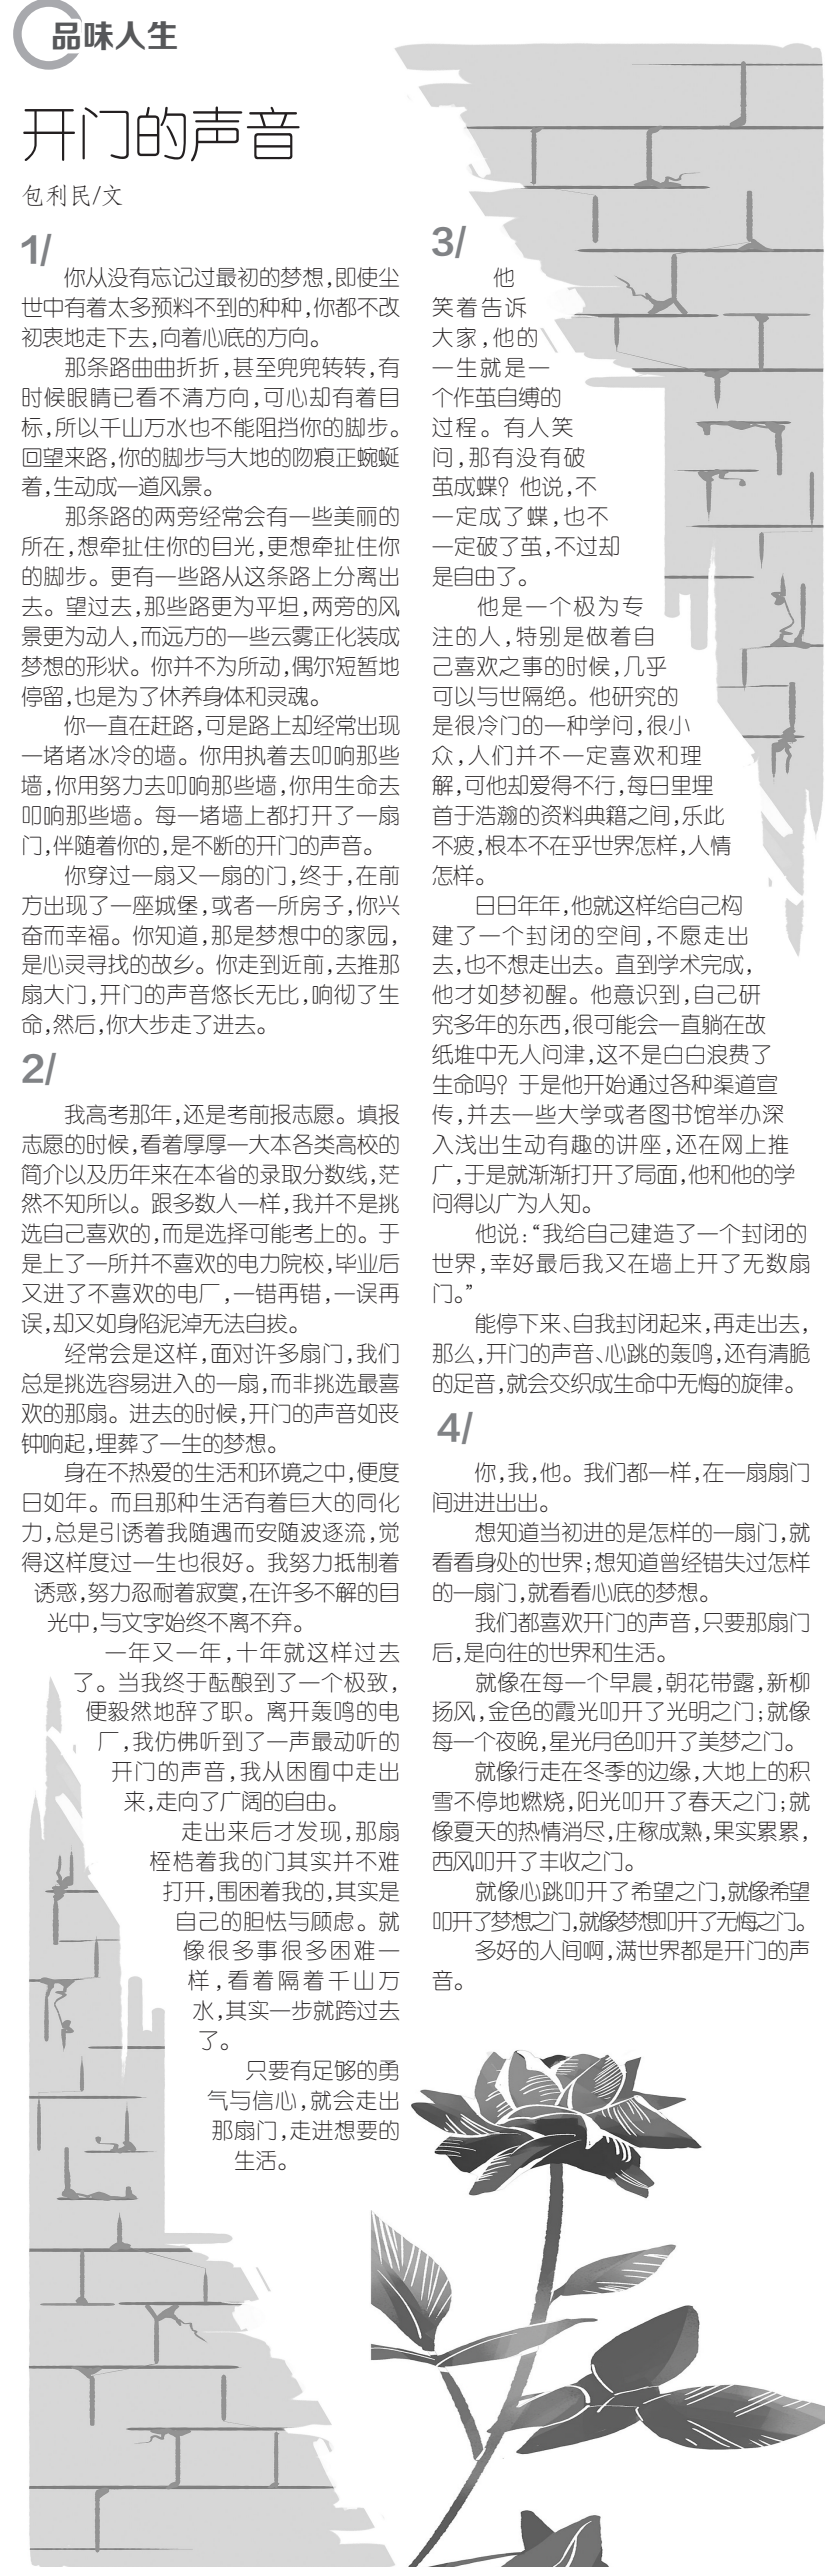 品味人生
开门的声音
包利民/文
1/
你从没有忘记过最初的梦想,即使尘
世中有着太多预料不到的种种,你都不改
初衷地走下去,向着心底的方向。
那条路曲曲折折,甚至兜兜转转,有
时候眼睛已看不清方向,可心却有着目
标,所以千山万水也不能阻挡你的脚步。
回望来路,你的脚步与大地的吻痕正蜿蜒
着,生动成一道风景。
那条路的两旁经常会有一些美丽的
所在,想牵扯住你的目光,更想牵扯住你
的脚步。更有一些路从这条路上分离出
去。望过去,那些路更为平坦,两旁的风
景更为动人,而远方的一些云雾正化装成
梦想的形状。你并不为所动,偶尔短暂地
停留,也是为了休养身体和灵魂。
你一直在赶路,可是路上却经常出现
一堵堵冰冷的墙。你用执着去叩响那些
墙,你用努力去叩响那些墙,你用生命去
叩响那些墙。每一堵墙上都打开了一扇
门,伴随着你的,是不断的开门的声音。
你穿过一扇又一扇的门,终于,在前
方出现了一座城堡,或者一所房子,你兴
奋而幸福。你知道,那是梦想中的家园,
是心灵寻找的故乡。你走到近前,去推那
扇大门,开门的声音悠长无比,响彻了生
命,然后,你大步走了进去。
2/
我高考那年,还是考前报志愿。填报
志愿的时候,看着厚厚一大本各类高校的
简介以及历年来在本省的录取分数线,茫
然不知所以。跟多数人一样,我并不是挑
选自己喜欢的,而是选择可能考上的。于
是上了一所并不喜欢的电力院校,毕业后
又进了不喜欢的电厂,一错再错,一误再
误,却又如身陷泥淖无法自拔。
经常会是这样,面对许多扇门,我们
总是挑选容易进入的一扇,而非挑选最喜
欢的那扇。进去的时候,开门的声音如丧
钟响起,埋葬了一生的梦想。
身在不热爱的生活和环境之中,便度
日如年。而且那种生活有着巨大的同化
力,总是引诱着我随遇而安随波逐流,觉
得这样度过一生也很好。我努力抵制着
诱惑,努力忍耐着寂寞,在许多不解的目
光中,与文字始终不离不弃。
一年又一年,十年就这样过去
了。当我终于酝酿到了一个极致,
便毅然地辞了职。离开轰鸣的电
厂,我仿佛听到了一声最动听的
开门的声音,我从困囿中走出
来,走向了广阔的自由。
走出来后才发现,那扇
桎梏着我的门其实并不难
打开,围困着我的,其实是
自己的胆怯与顾虑。就
像很多事很多困难一
样,看着隔着千山万
水,其实一步就跨过去
了。
只要有足够的勇
气与信心,就会走出
那扇门,走进想要的
生活。
3/
他
笑着告诉
大家,他的
一生就是一
个作茧自缚的
过程。有人笑
问,那有没有破
茧成蝶?他说,不
一定成了蝶,也不
一定破了茧,不过却
是自由了。
他是一个极为专
注的人,特别是做着自
己喜欢之事的时候,几乎
可以与世隔绝。他研究的
是很冷门的一种学问,很小
众,人们并不一定喜欢和理
解,可他却爱得不行,每日里埋
首于浩瀚的资料典籍之间,乐此
不疲,根本不在乎世界怎样,人情
怎样。
日日年年,他就这样给自己构
建了一个封闭的空间,不愿走出
去,也不想走出去。直到学术完成,
他才如梦初醒。他意识到,自己研
究多年的东西,很可能会一直躺在故
纸堆中无人问津,这不是白白浪费了
生命吗?于是他开始通过各种渠道宣
传,并去一些大学或者图书馆举办深
入浅出生动有趣的讲座,还在网上推
广,于是就渐渐打开了局面,他和他的学
问得以广为人知。
他说:“我给自己建造了一个封闭的
世界,幸好最后我又在墙上开了无数扇
门。”
能停下来、自我封闭起来,再走出去,
那么,开门的声音、心跳的轰鸣,还有清脆
的足音,就会交织成生命中无悔的旋律。
4/
你,我,他。我们都一样,在一扇扇门
间进进出出。
想知道当初进的是怎样的一扇门,就
看看身处的世界;想知道曾经错失过怎样
的一扇门,就看看心底的梦想。
我们都喜欢开门的声音,只要那扇门
后,是向往的世界和生活。
就像在每一个早晨,朝花带露,新柳
扬风,金色的霞光叩开了光明之门;就像
每一个夜晚,星光月色叩开了美梦之门。
就像行走在冬季的边缘,大地上的积
雪不停地燃烧,阳光叩开了春天之门;就
像夏天的热情消尽,庄稼成熟,果实累累,
西风叩开了丰收之门。
就像心跳叩开了希望之门,就像希望
叩开了梦想之门,就像梦想叩开了无悔之门。
多好的人间啊,满世界都是开门的声
音。